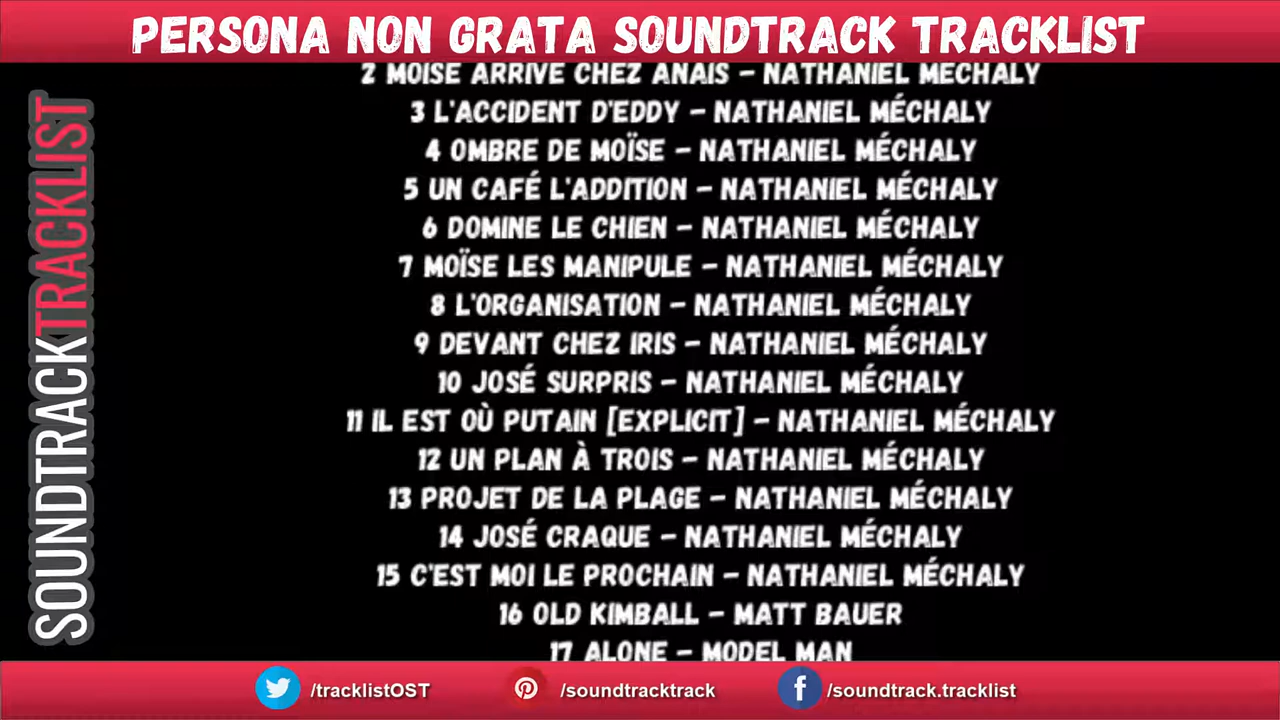 PERSONA NON GRATA SOUNDTRACK TRACKLIST
SOUNDTRACKTRACKLIST
2 MOÏSE ARRIVE CHEZ ANAÏS – NATHANIEL MÉCHALY
3 L'ACCIDENT D'EDDY – NATHANIEL MÉCHALY
4 OMBRE DE MOÏSE – NATHANIEL MÉCHALY
5 UN CAFÉ L'ADDITION – NATHANIEL MÉCHALY
6 DOMINE LE CHIEN – NATHANIEL MÉCHALY
7 MOÏSE LES MANIPULE – NATHANIEL MÉCHALY
8 L'ORGANISATION – NATHANIEL MÉCHALY
9 DEVANT CHEZ IRIS – NATHANIEL MÉCHALY
10 JOSÉ SURPRIS – NATHANIEL MÉCHALY
11 IL EST OÙ PUTAIN [EXPLICIT] – NATHANIEL MÉCHALY
12 UN PLAN À TROIS – NATHANIEL MÉCHALY
13 PROJET DE LA PLAGE – NATHANIEL MÉCHALY
14 JOSÉ CRAQUE – NATHANIEL MÉCHALY
15 C'EST MOI LE PROCHAIN – NATHANIEL MÉCHALY
16 OLD KIMBALL – MATT BAUER
17 ALONE – MODEL MAN
/tracklistOST
/soundtracktrack
/soundtrack.tracklist